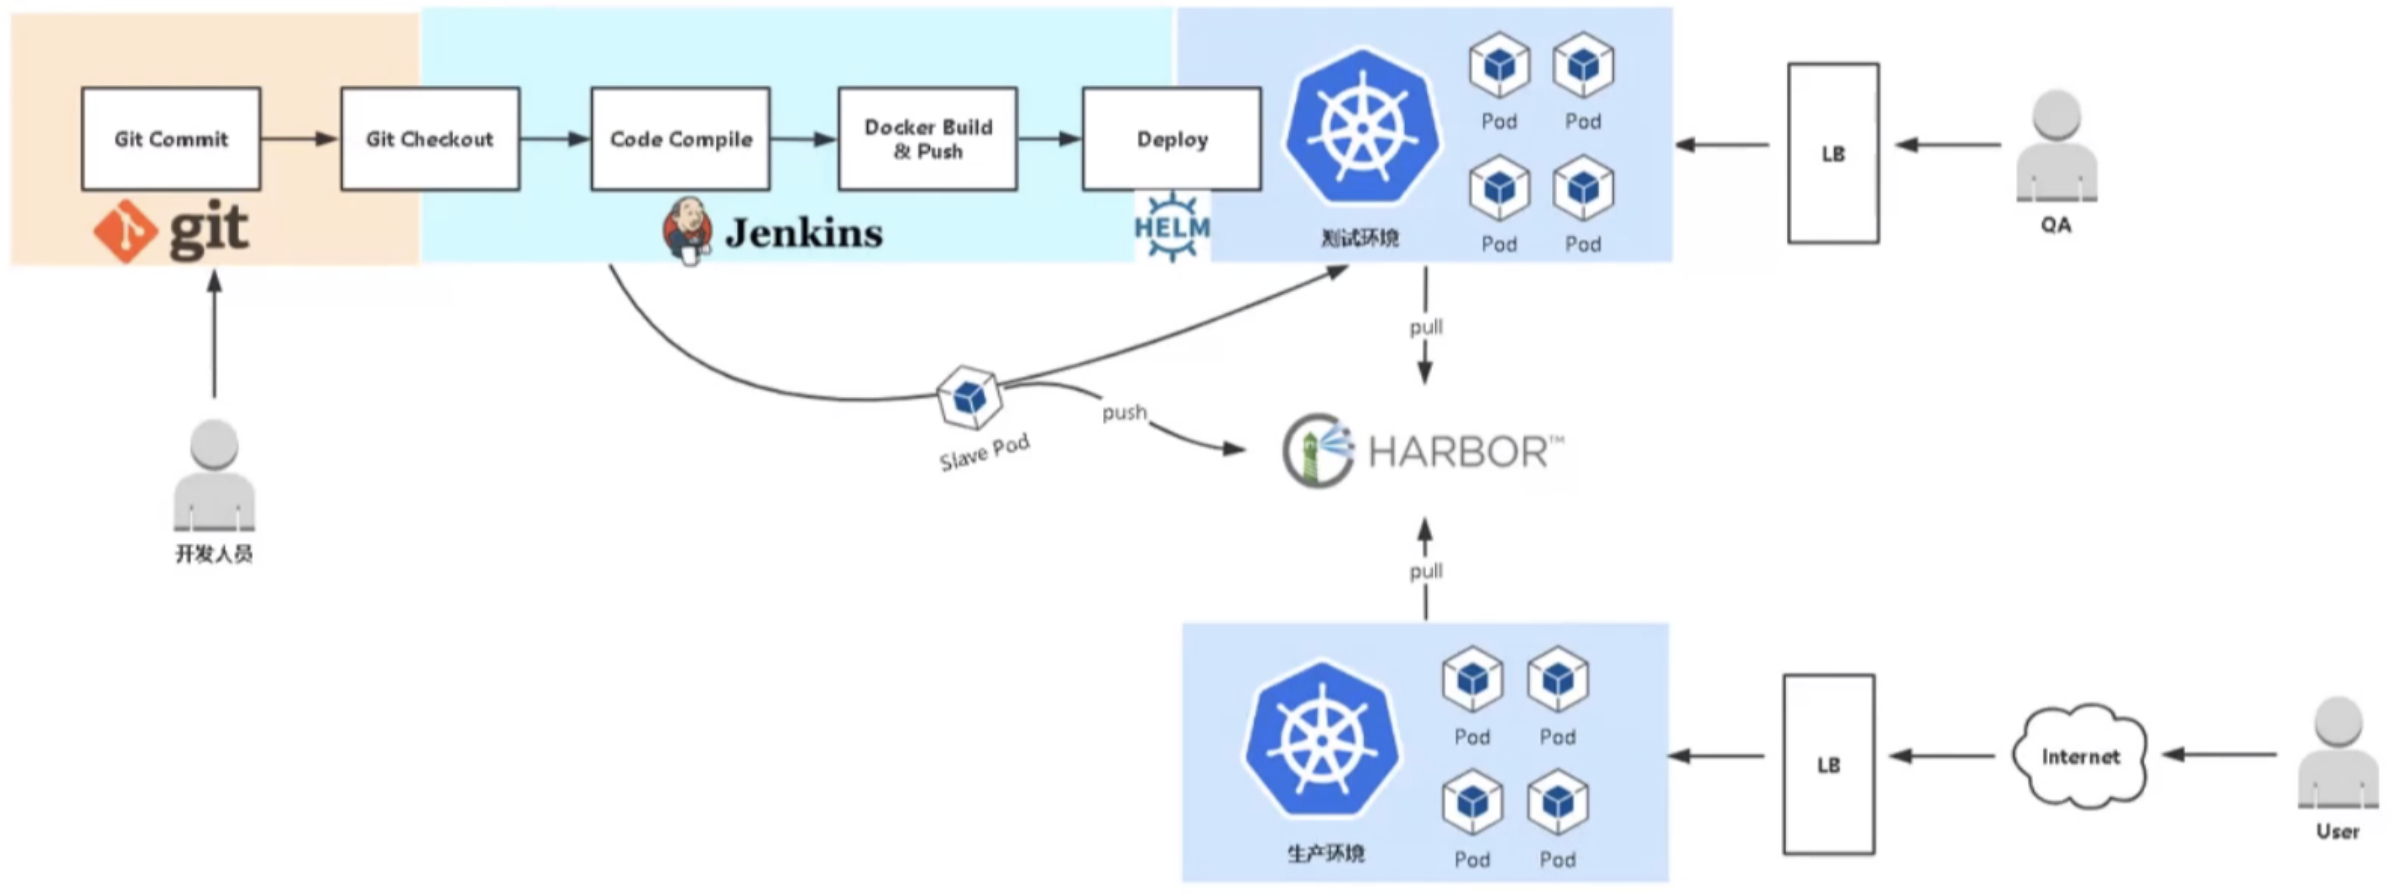 Git Commit
Git Checkout
Code Compile
Docker Build
& Push
Deploy
git
Jenkins
HELM
测试环境
Pod
Pod
Pod
Pod
LB
QA
pull
Slave Pod
push
HARBOR™
开发人员
pull
生产环境
Pod
Pod
Pod
Pod
LB
Internet
User